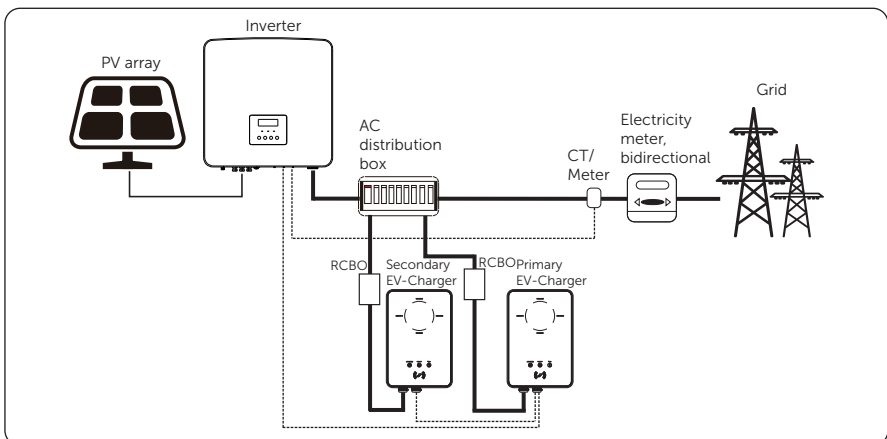 Inverter
PV array
Grid
AC
distribution
box
CT/
Meter
Electricity
meter,
bidirectional
RCBO
Secondary
EV-Charger
RCBO
Primary
EV-Charger